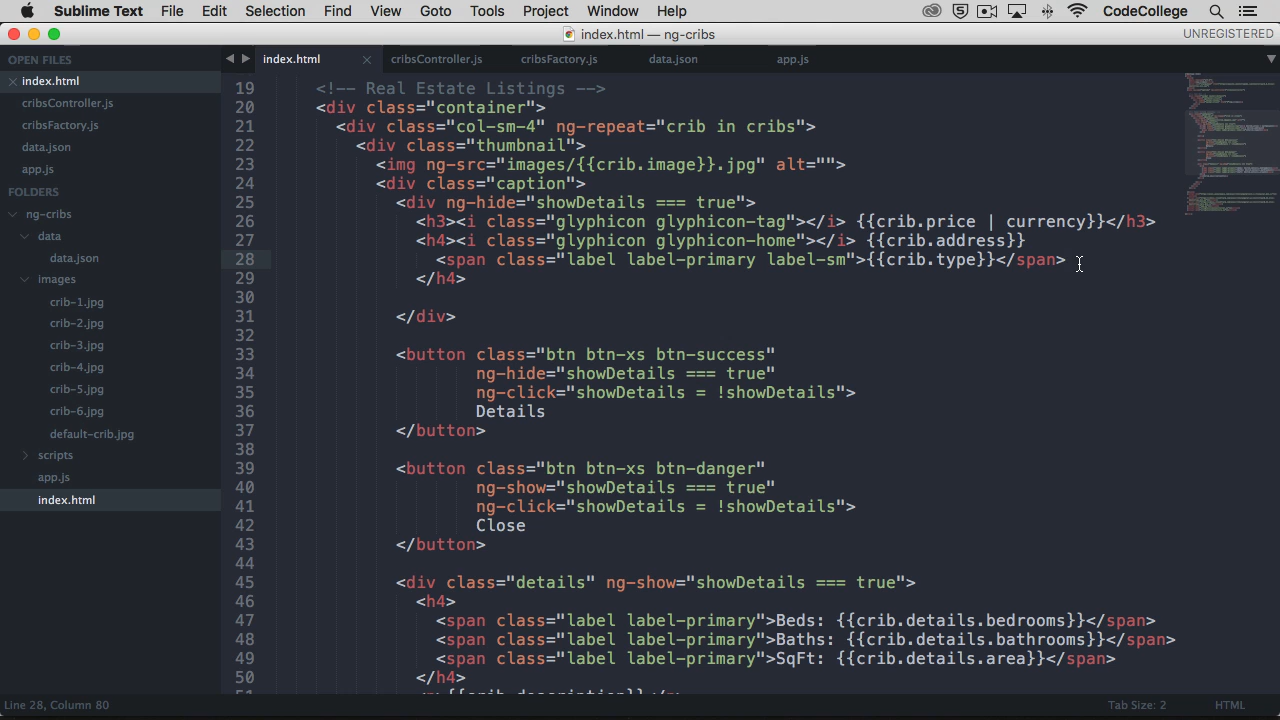 Sublime Text File Edit Selection Find View Goto Tools Project Window Help CodeCollege
index.html — ng-cribs UNREGISTERED
OPEN FILES
index.html
cribsController.js
cribsFactory.js
data.json
app.js
FOLDERS
ng-cribs
data
data.json
images
crib-1.jpg
crib-2.jpg
crib-3.jpg
crib-4.jpg
crib-5.jpg
crib-6.jpg
default-crib.jpg
scripts
app.js
index.html
index.html cribsController.js cribsFactory.js data.json app.js
19 <!-- Real Estate Listings -->
20 <div class="container">
21 <div class="col-sm-4" ng-repeat="crib in cribs">
22 <div class="thumbnail">
23 <img ng-src="images/{{crib.image}}.jpg" alt="">
24 <div class="caption">
25 <div ng-hide="showDetails === true">
26 <h3><i class="glyphicon glyphicon-tag"></i> {{crib.price | currency}}</h3>
27 <h4><i class="glyphicon glyphicon-home"></i> {{crib.address}}
28 <span class="label label-primary label-sm">{{crib.type}}</span>
29 </h4>
30
31 </div>
32
33 <button class="btn btn-xs btn-success"
34 ng-hide="showDetails === true"
35 ng-click="showDetails = !showDetails">
36 Details
37 </button>
38
39 <button class="btn btn-xs btn-danger"
40 ng-show="showDetails === true"
41 ng-click="showDetails = !showDetails">
42 Close
43 </button>
44
45 <div class="details" ng-show="showDetails === true">
46 <h4>
47 <span class="label label-primary">Beds: {{crib.details.bedrooms}}</span>
48 <span class="label label-primary">Baths: {{crib.details.bathrooms}}</span>
49 <span class="label label-primary">SqFt: {{crib.details.area}}</span>
50 </h4>
Line 28, Column 80 Tab Size: 2 HTML